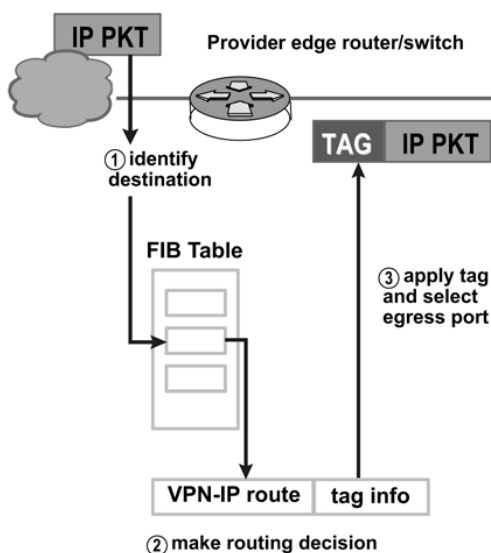 IP PKT
Provider edge router/switch
TAG IP PKT
① identify
destination
FIB Table
③ apply tag
and select
egress port
VPN-IP route tag info
② make routing decision